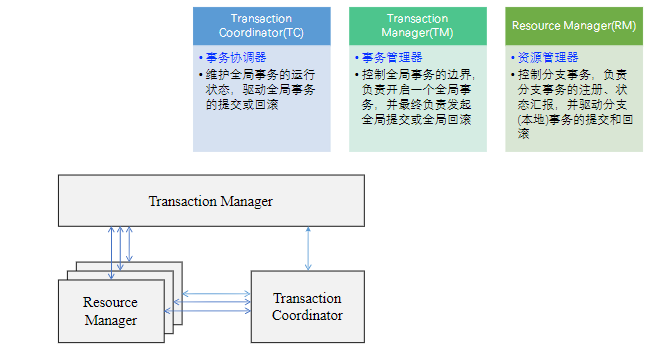 Transaction
Coordinator(TC)
• 事务协调器
• 维护全局事务的运行
状态，驱动全局事务
的提交或回滚
Transaction
Manager(TM)
• 事务管理器
• 控制全局事务的边界，
负责开启一个全局事
务，并最终负责发起
全局提交或全局回滚
Resource Manager(RM)
• 资源管理器
• 控制分支事务，负责
分支事务的注册、状
态汇报，并驱动分支
(本地)事务的提交和回
滚
Transaction Manager
Resource
Manager
Transaction
Coordinator